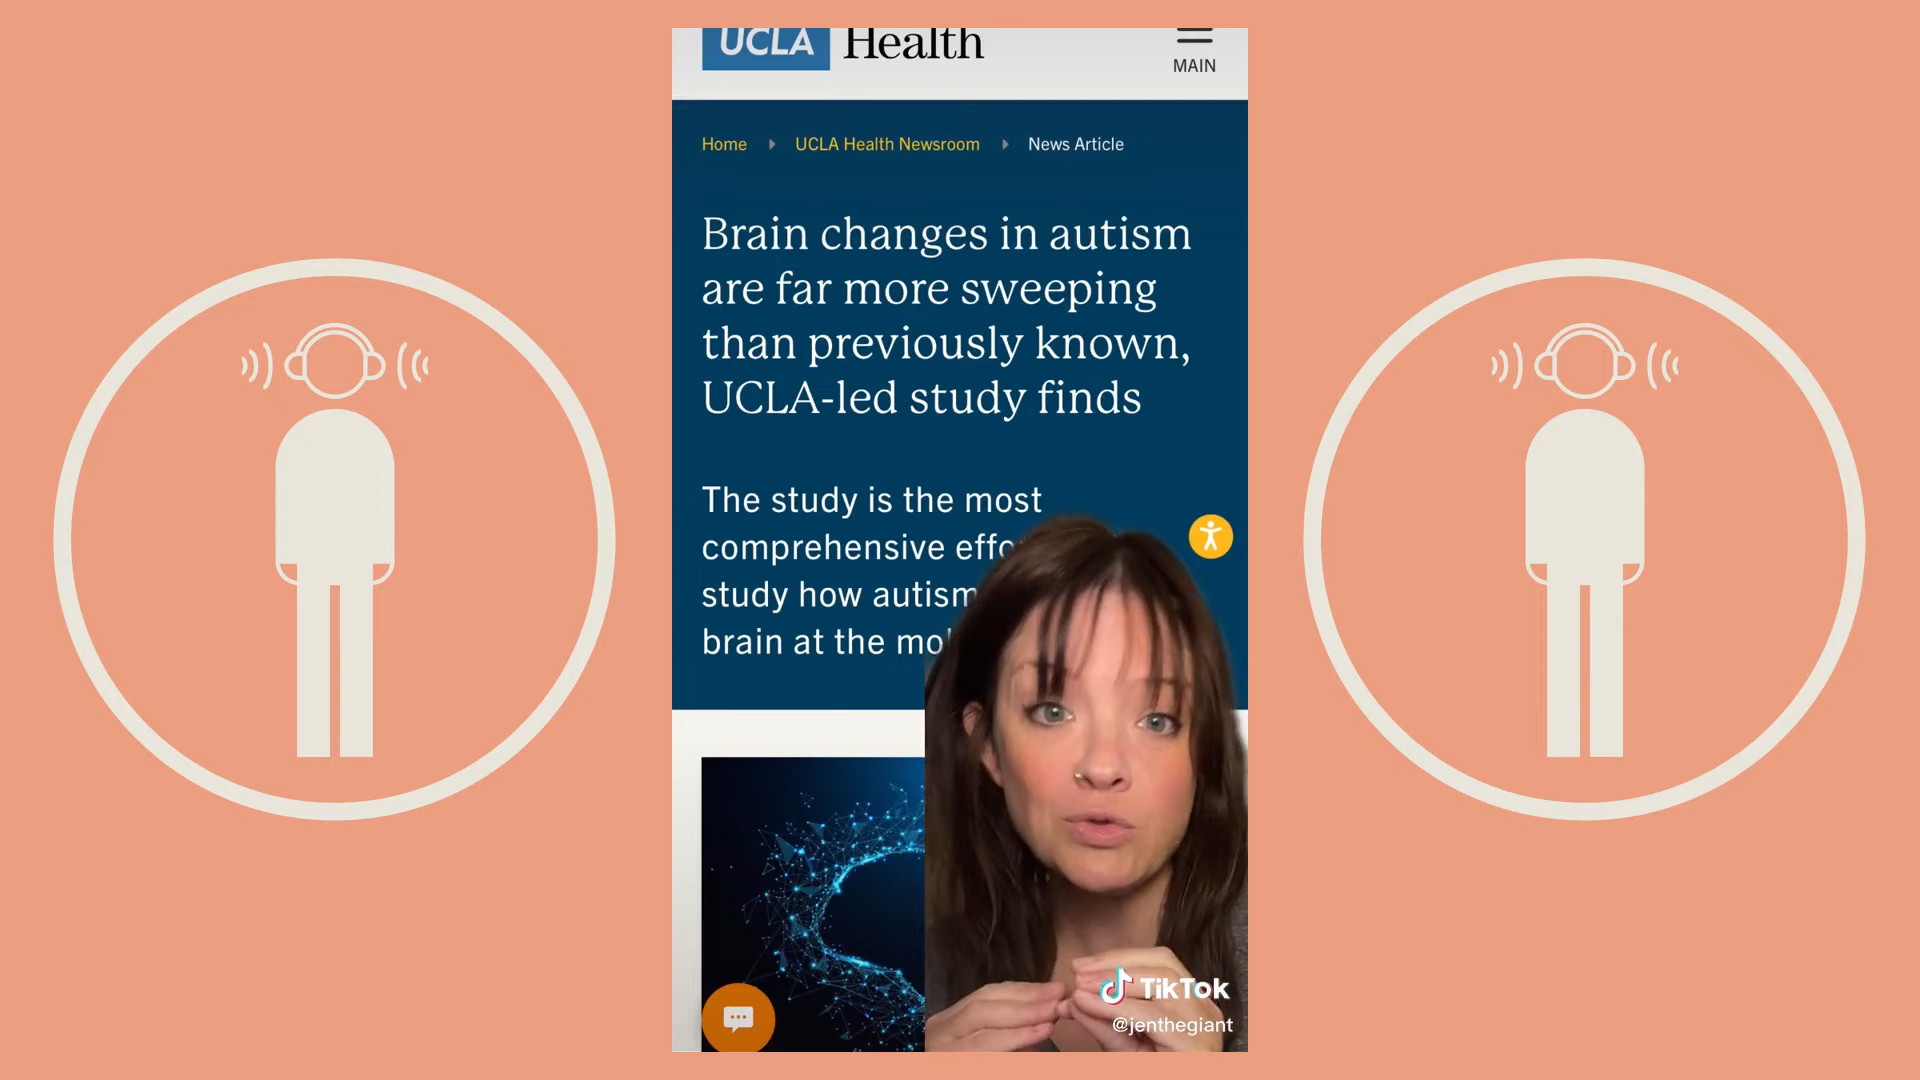 UCLA Health
MAIN
Home UCLA Health Newsroom News Article
Brain changes in autism
are far more sweeping
than previously known,
UCLA-led study finds
The study is the most
comprehensive
study how autism
brain at the
TikTok
@jenthegiant